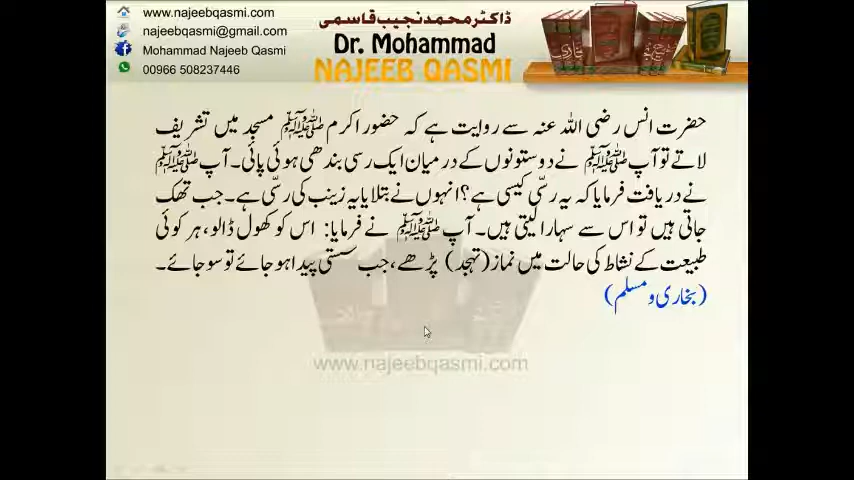 www.najeebqasmi.com
najeebqasmi@gmail.com
Mohammad Najeeb Qasmi
00966 508237446
ڈاکٹر محمد نجیب قاسمی
Dr. Mohammad
NAJEEB QASMI
حضرت انس رضی اللہ عنہ سے روایت ہے کہ حضور اکرم ﷺ مسجد میں تشریف
لائے تو آپ ﷺ نے دو ستونوں کے درمیان ایک رسی بندھی ہوئی پائی۔ آپ ﷺ
نے دریافت فرمایا کہ یہ رسّی کیسی ہے؟ انہوں نے بتلایا یہ زینب کی رسّی ہے۔ جب تھک
جاتی ہیں تو اس سے سہارا لیتی ہیں۔ آپ ﷺ نے فرمایا: اس کو کھول ڈالو، ہر کوئی
طبیعت کے نشاط کی حالت میں نماز (تہجد) پڑھے، جب سستی پیدا ہو جائے تو سو جائے۔
(بخاری و مسلم)
www.najeebqasmi.com